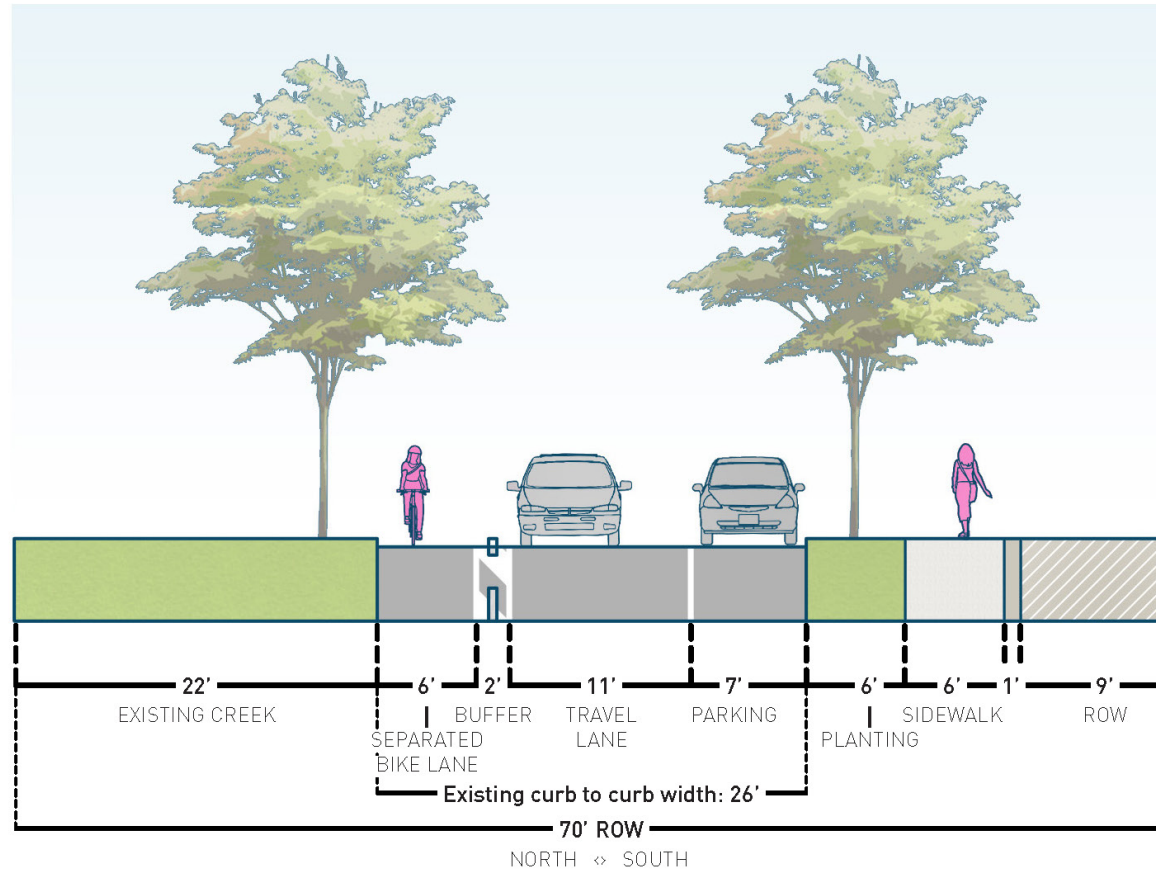 22' 6' 2' 11' 7' 6' 6' 1' 9'
EXISTING CREEK BUFFER TRAVEL LANE PARKING SIDEWALK ROW
SEPARATED BIKE LANE PLANTING
Existing curb to curb width: 26'
70' ROW
NORTH <> SOUTH